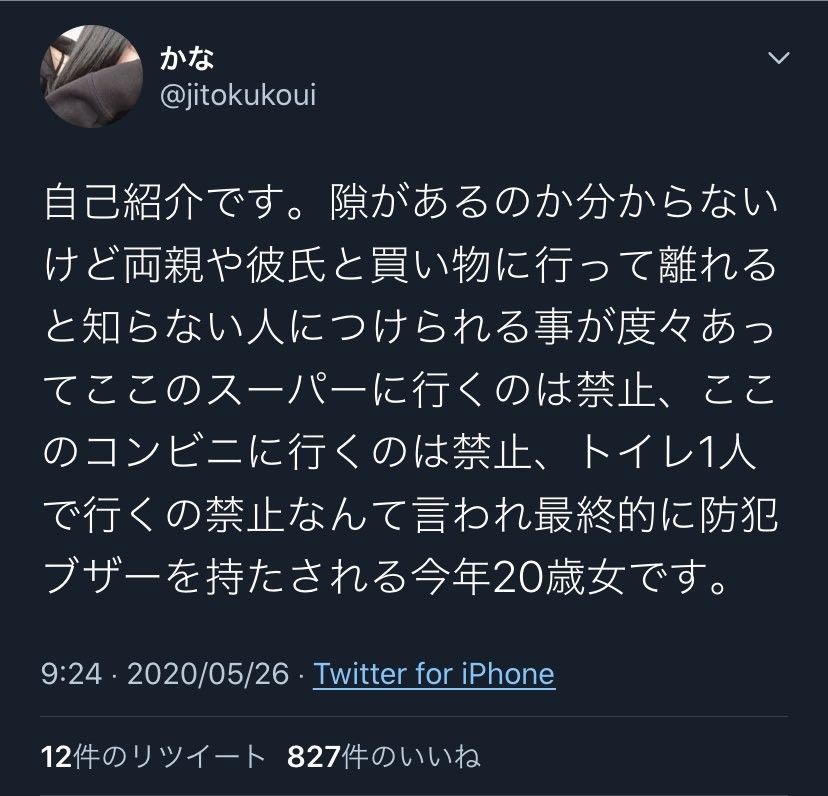 かな
@jitokukoui
自己紹介です。隙があるのか分からない
けど両親や彼氏と買い物に行って離れる
と知らない人につけられる事が度々あっ
てここのスーパーに行くのは禁止、ここ
のコンビニに行くのは禁止、トイレ1人
で行くの禁止なんて言われ最終的に防犯
ブザーを持たされる今年20歳女です。
9:24 · 2020/05/26 · Twitter for iPhone
12件のリツイート 827件のいいね